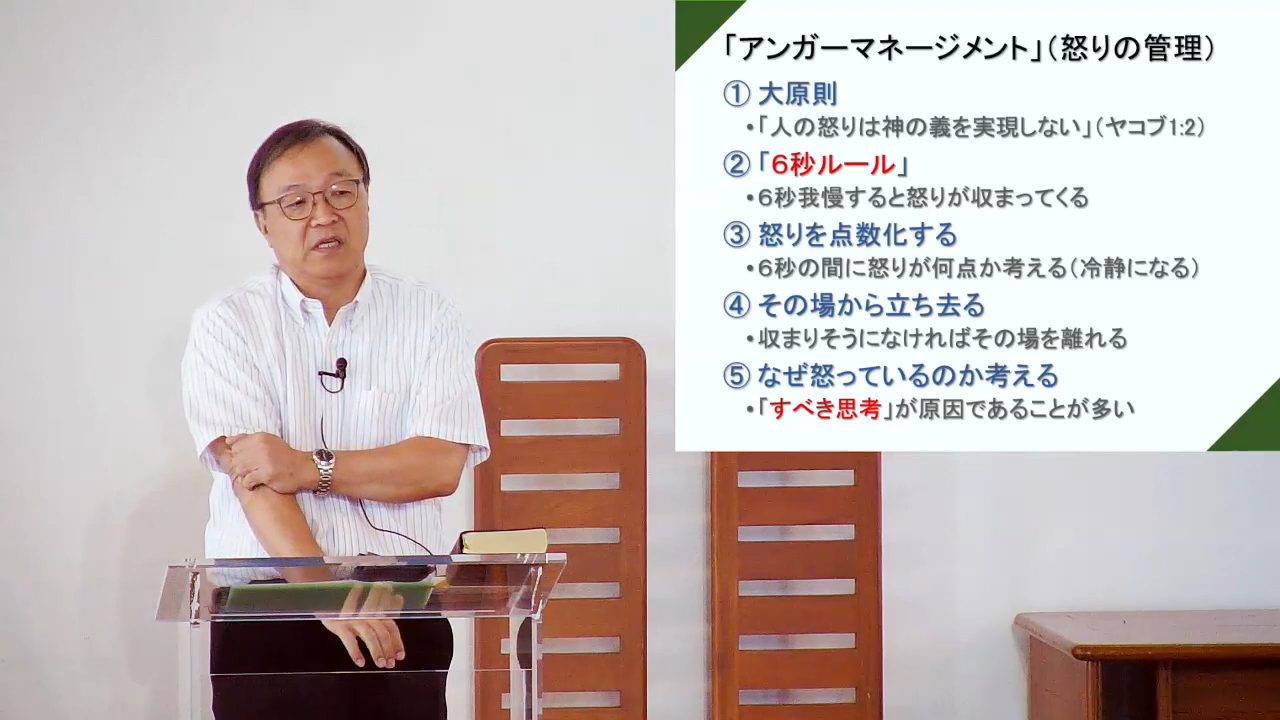 「アンガーマネージメント」（怒りの管理）
① 大原則
・「人の怒りは神の義を実現しない」（ヤコブ1:2）
② 「６秒ルール」
・６秒我慢すると怒りが収まってくる
③ 怒りを点数化する
・６秒の間に怒りが何点か考える（冷静になる）
④ その場から立ち去る
・収まりそうになければその場を離れる
⑤ なぜ怒っているのか考える
・「すべき思考」が原因であることが多い